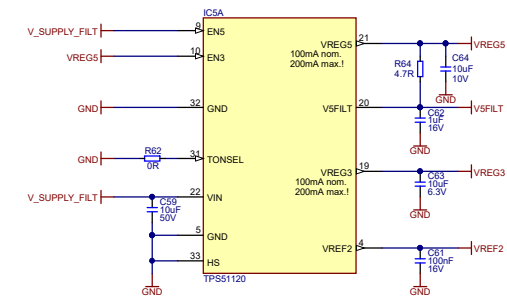 IC5A
V_SUPPLY_FILT 9 EN5
VREG5 10 EN3
VREG5 21 VREG5
100mA nom.
200mA max.!
R64
4.7R
C64
10uF
10V
GND
GND 32 GND
V5FILT 20 V5FILT
C62
1uF
16V
GND
R62
GND 31 TONSEL
0R
VREG3 19 VREG3
100mA nom.
200mA max.!
C63
10uF
6.3V
GND
V_SUPPLY_FILT 22 VIN
C59
10uF
50V
5 GND
33 HS
GND
VREF2 4 VREF2
C61
100nF
16V
GND
TPS51120